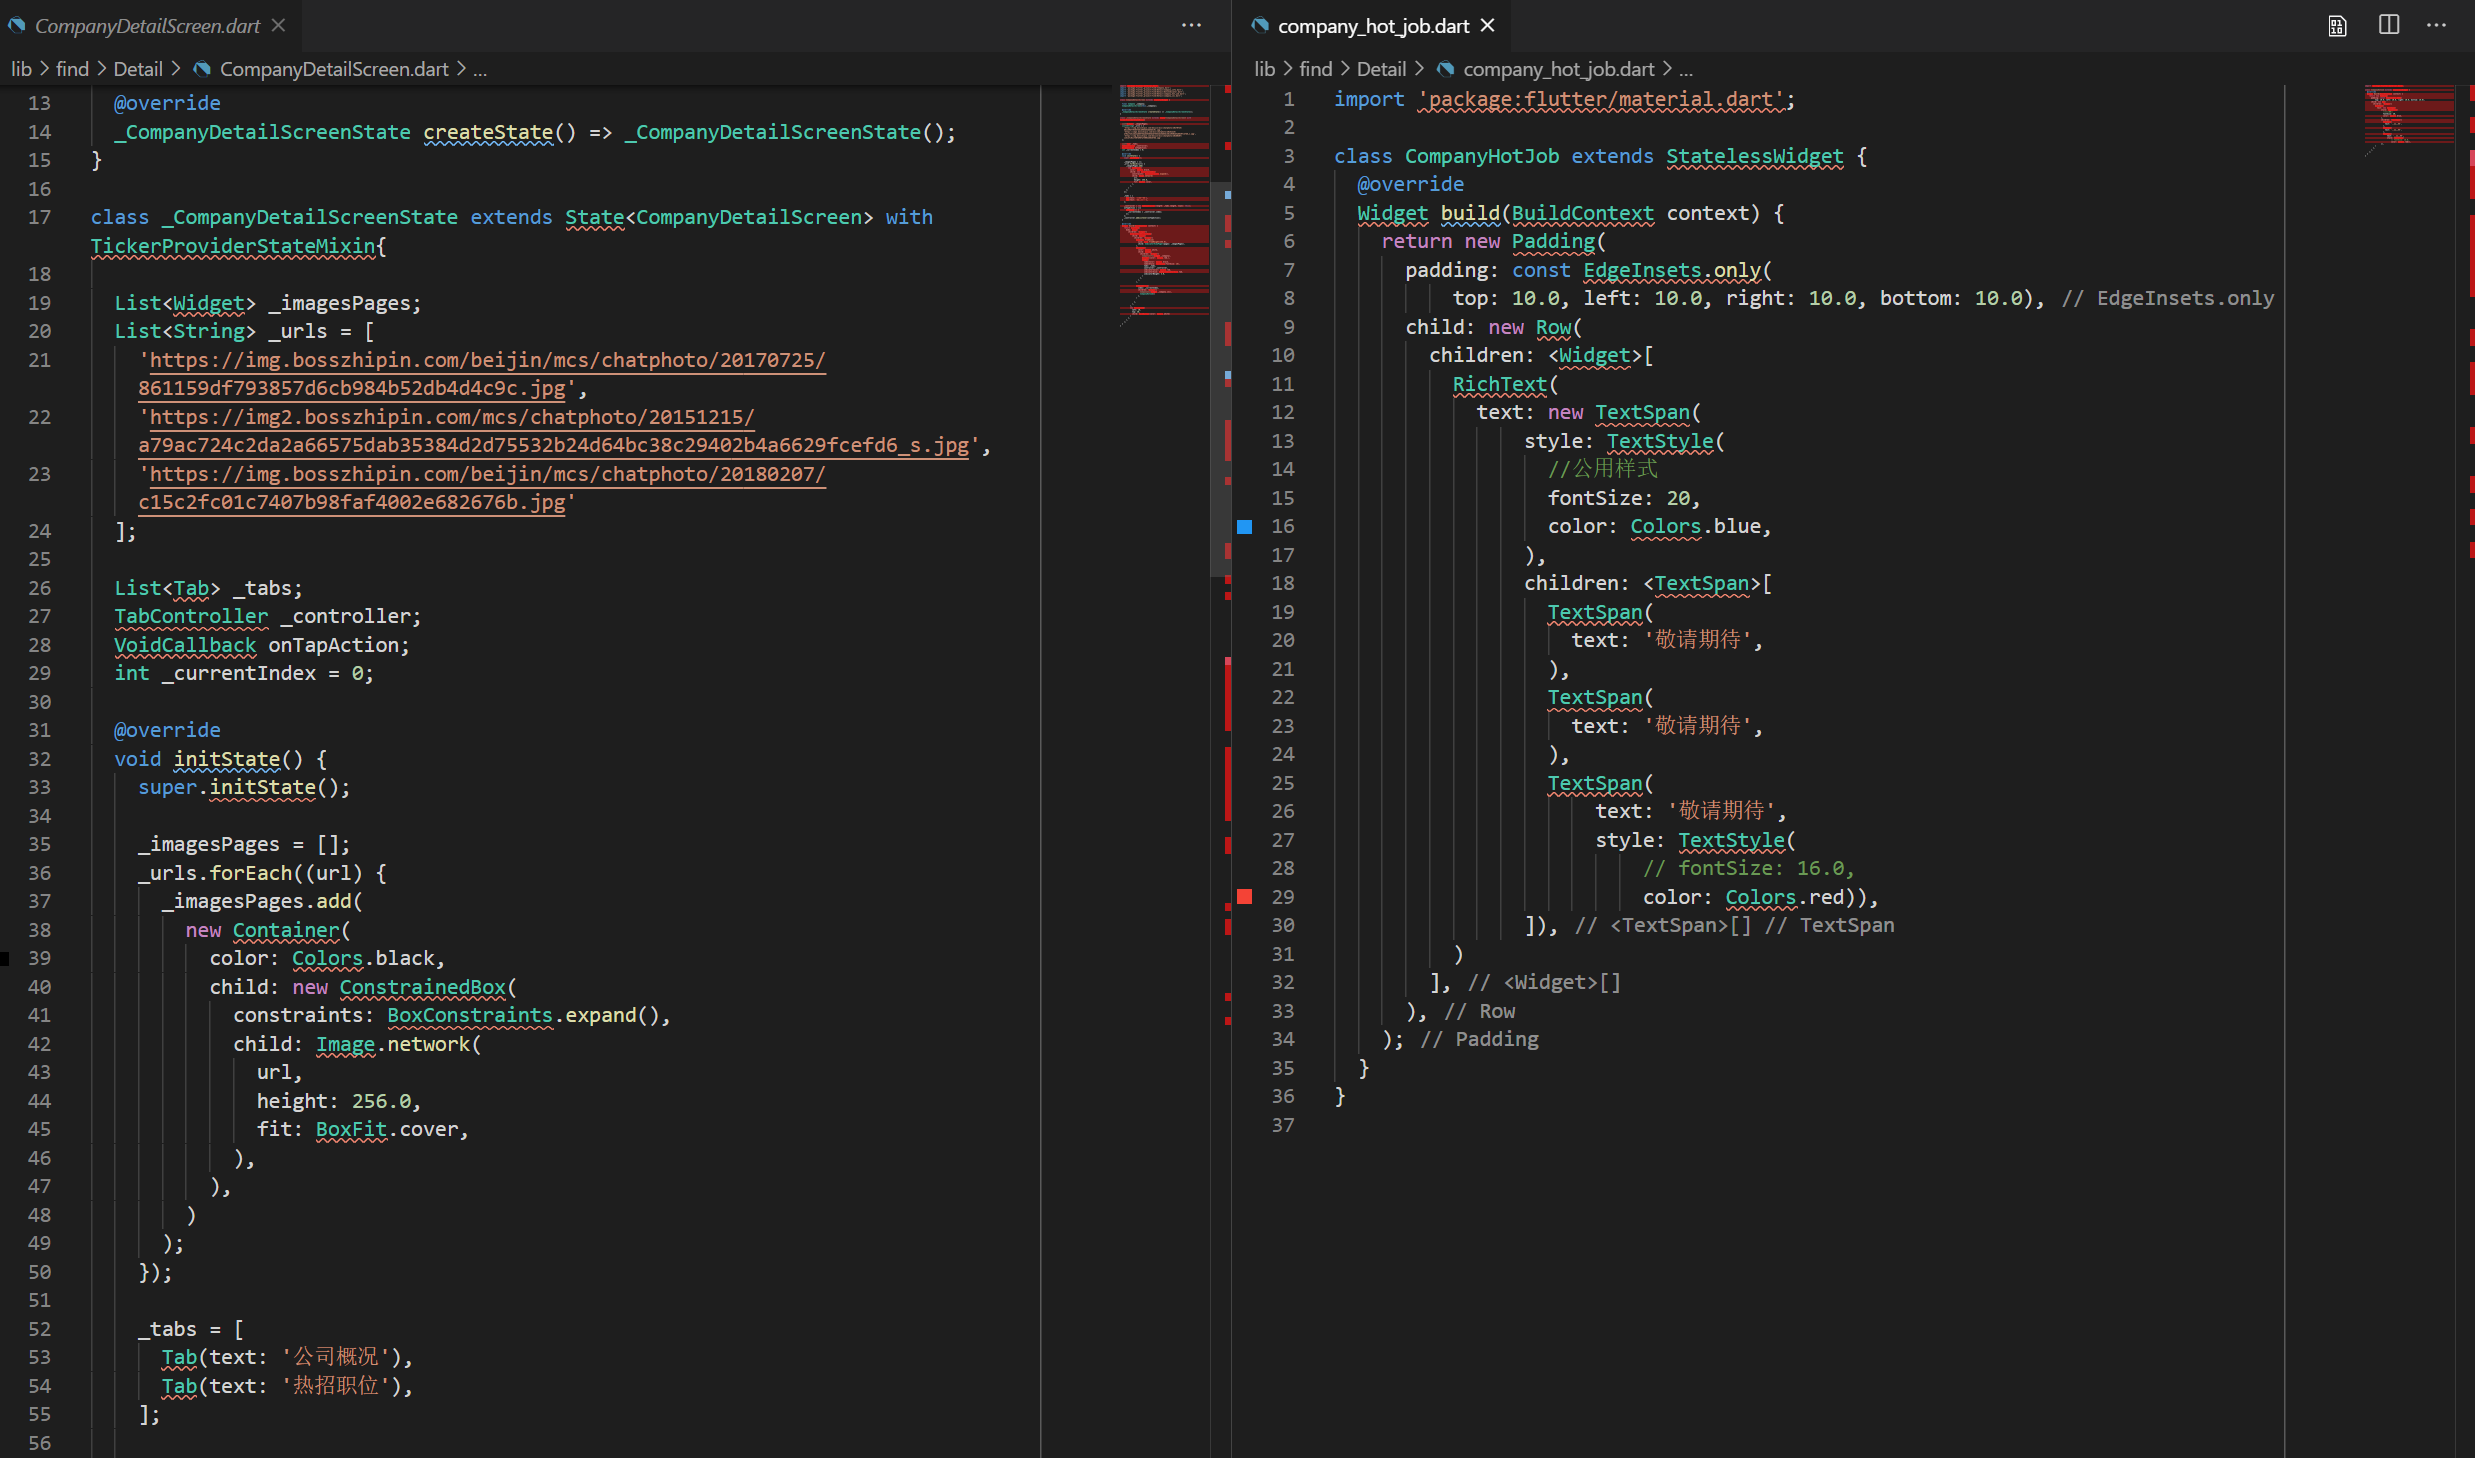 CompanyDetailScreen.dart
lib > find > Detail > CompanyDetailScreen.dart > ...
13 @override
14 _CompanyDetailScreenState createState() => _CompanyDetailScreenState();
15 }
16
17 class _CompanyDetailScreenState extends State<CompanyDetailScreen> with
TickerProviderStateMixin{
18
19 List<Widget> _imagesPages;
20 List<String> _urls = [
21 'https://img.bosszhipin.com/beijin/mcs/chatphoto/20170725/
861159df793857d6cb984b52db4d4c9c.jpg',
22 'https://img2.bosszhipin.com/mcs/chatphoto/20151215/
a79ac724c2da2a66575dab35384d2d75532b24d64bc38c29402b4a6629fcefd6_s.jpg',
23 'https://img.bosszhipin.com/beijin/mcs/chatphoto/20180207/
c15c2fc01c7407b98faf4002e682676b.jpg'
24 ];
25
26 List<Tab> _tabs;
27 TabController _controller;
28 VoidCallback onTapAction;
29 int _currentIndex = 0;
30
31 @override
32 void initState() {
33 super.initState();
34
35 _imagesPages = [];
36 _urls.forEach((url) {
37 _imagesPages.add(
38 new Container(
39 color: Colors.black,
40 child: new ConstrainedBox(
41 constraints: BoxConstraints.expand(),
42 child: Image.network(
43 url,
44 height: 256.0,
45 fit: BoxFit.cover,
46 ),
47 ),
48 )
49 );
50 });
51
52 _tabs = [
53 Tab(text: '公司概况'),
54 Tab(text: '热招职位'),
55 ];
56
company_hot_job.dart
lib > find > Detail > company_hot_job.dart > ...
1 import 'package:flutter/material.dart';
2
3 class CompanyHotJob extends StatelessWidget {
4 @override
5 Widget build(BuildContext context) {
6 return new Padding(
7 padding: const EdgeInsets.only(
8 top: 10.0, left: 10.0, right: 10.0, bottom: 10.0), // EdgeInsets.only
9 child: new Row(
10 children: <Widget>[
11 RichText(
12 text: new TextSpan(
13 style: TextStyle(
14 //公用样式
15 fontSize: 20,
16 color: Colors.blue,
17 ),
18 children: <TextSpan>[
19 TextSpan(
20 text: '敬请期待',
21 ),
22 TextSpan(
23 text: '敬请期待',
24 ),
25 TextSpan(
26 text: '敬请期待',
27 style: TextStyle(
28 // fontSize: 16.0,
29 color: Colors.red)),
30 ]), // <TextSpan>[] // TextSpan
31 )
32 ], // <Widget>[]
33 ), // Row
34 ); // Padding
35 }
36 }
37